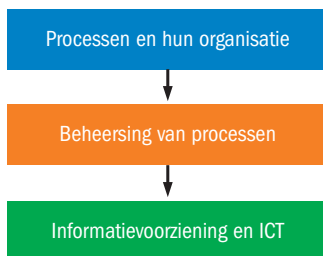 Processen en hun organisatie
Beheersing van processen
Informatievoorziening en ICT